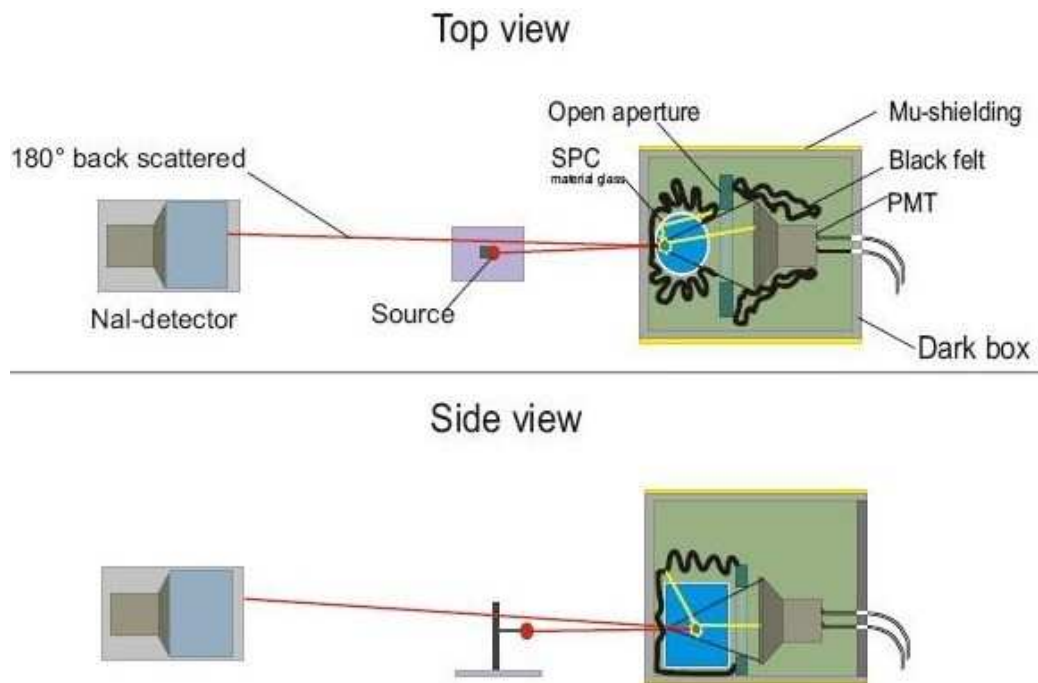 Top view
Open aperture
Mu-shielding
180° back scattered
SPC
material glass
Black felt
PMT
NaI-detector
Source
Dark box
Side view